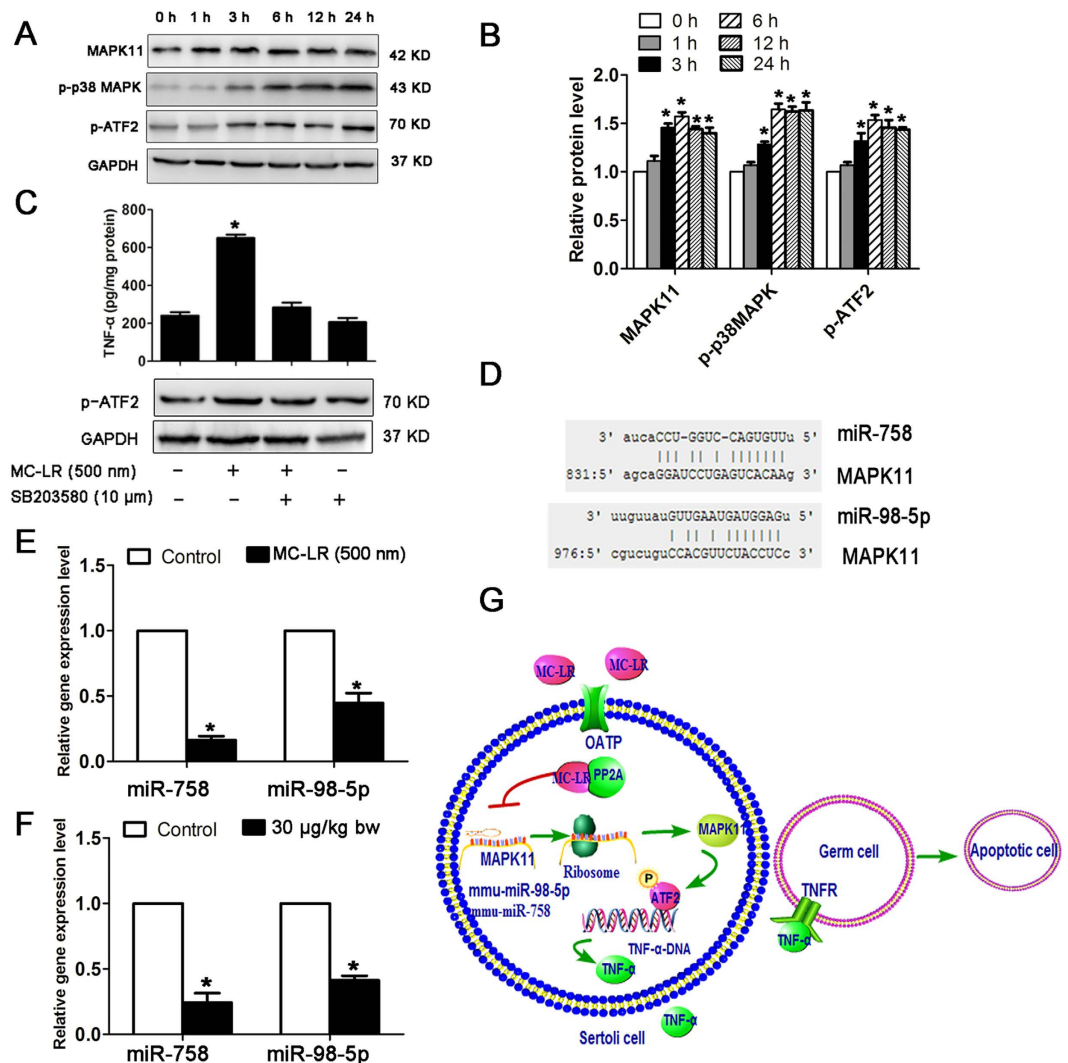 A
0 h 1 h 3 h 6 h 12 h 24 h
MAPK11 42 KD
p-p38 MAPK 43 KD
p-ATF2 70 KD
GAPDH 37 KD
B
0 h 6 h
1 h 12 h
3 h 24 h
Relative protein level
2.0
1.5
1.0
0.5
0.0
* * * *
* * * *
* * * *
MAPK11 p-p38MAPK p-ATF2
C
TNF-α (pg/mg protein)
800
600
400
200
0
*
p-ATF2 70 KD
GAPDH 37 KD
MC-LR (500 nm) − + + −
SB203580 (10 μm) − − + +
D
3' aucaCCU-GGUC-CAGUGUUu 5' miR-758
||| || | |||||||
831:5' agcaGGAUCCUGAGUCACAAg 3' MAPK11
3' uuguuauGUUGAAUGAUGGAGu 5' miR-98-5p
| || | |||||||
976:5' cgucuguCCACGUUCUACCUCc 3' MAPK11
E
Control MC-LR (500 nm)
Relative gene expression level
1.5
1.0
0.5
0.0
* *
miR-758 miR-98-5p
F
Control 30 μg/kg bw
Relative gene expression level
1.0
0.5
0.0
* *
miR-758 miR-98-5p
G
MC-LR MC-LR
OATP
MC-LR PP2A
MAPK11 Ribosome MAPK11
mmu-miR-98-5p
mmu-miR-758
P
ATF2
TNF-α-DNA
TNF-α
TNF-α
Sertoli cell
Germ cell
TNFR
TNF-α
Apoptotic cell